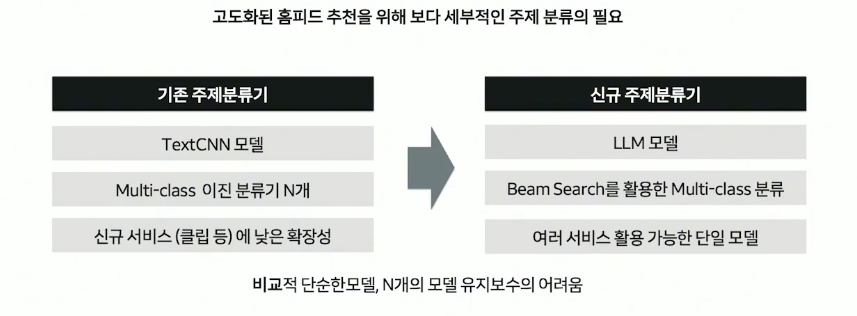 고도화된 홈피드 추천을 위해 보다 세부적인 주제 분류의 필요
기존 주제분류기
TextCNN 모델
Multi-class 이진 분류기 N개
신규 서비스 (클립 등) 에 낮은 확장성
신규 주제분류기
LLM 모델
Beam Search를 활용한 Multi-class 분류
여러 서비스 활용 가능한 단일 모델
비교적 단순한모델, N개의 모델 유지보수의 어려움